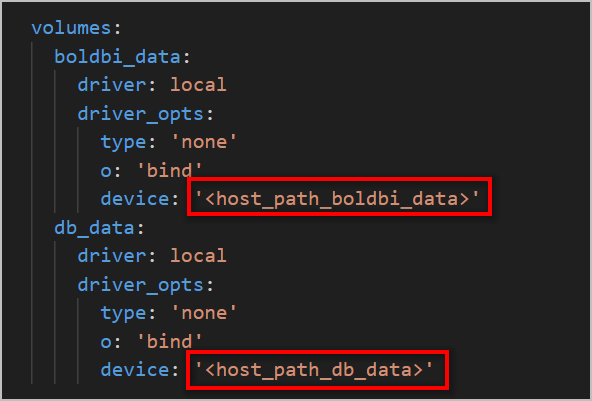 volumes:
  boldbi_data:
    driver: local
    driver_opts:
      type: 'none'
      o: 'bind'
      device: '<host_path_boldbi_data>'
  db_data:
    driver: local
    driver_opts:
      type: 'none'
      o: 'bind'
      device: '<host_path_db_data>'